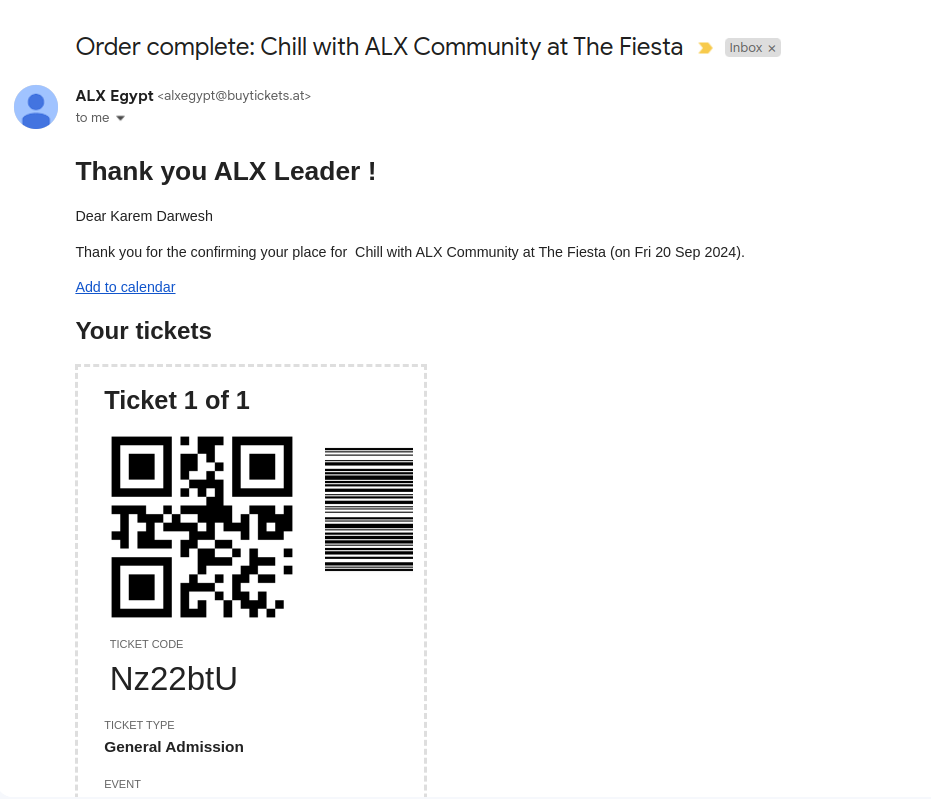 Order complete: Chill with ALX Community at The Fiesta
Inbox ×
ALX Egypt <alxegypt@buytickets.at>
to me
Thank you ALX Leader !
Dear Karem Darwesh
Thank you for the confirming your place for  Chill with ALX Community at The Fiesta (on Fri 20 Sep 2024).
Add to calendar
Your tickets
Ticket 1 of 1
TICKET CODE
Nz22btU
TICKET TYPE
General Admission
EVENT